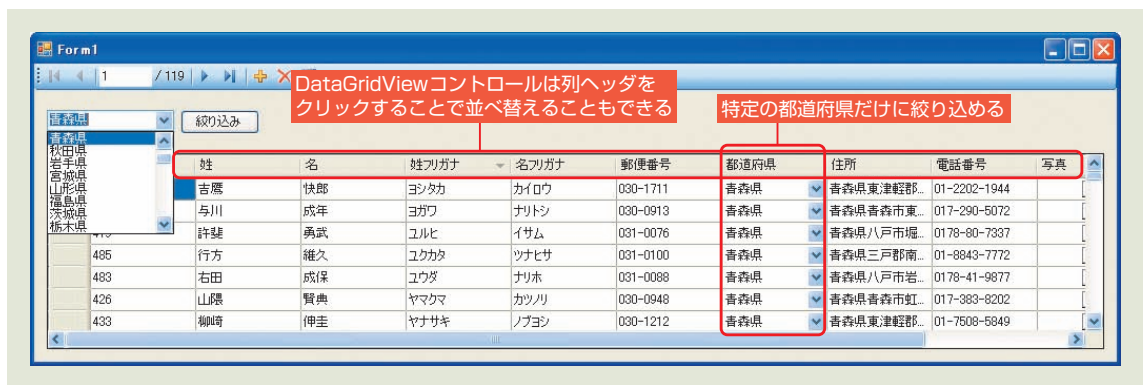 Form1
1 /119
DataGridViewコントロールは列ヘッダを
クリックすることで並べ替えることもできる
特定の都道府県だけに絞り込める
青森県 絞り込み
青森県
秋田県
岩手県
宮城県
山形県
福島県
茨城県
栃木県
姓 名 姓フリガナ 名フリガナ 郵便番号 都道府県 住所 電話番号 写真
吉鷹 快郎 ヨシタカ カイロウ 030-1711 青森県 青森県東津軽郡... 01-2202-1944
与川 成年 ヨガワ ナリトシ 030-0913 青森県 青森県青森市東... 017-290-5072
許斐 勇武 ユルヒ イサム 031-0076 青森県 青森県八戸市堀... 0178-80-7337
485 行方 維久 ユクカタ ツナヒサ 031-0100 青森県 青森県三戸郡南... 01-8843-7772
483 右田 成保 ユウダ ナリホ 031-0088 青森県 青森県八戸市岩... 0178-41-9877
426 山隈 賢典 ヤマクマ カツノリ 030-0948 青森県 青森県青森市虹... 017-383-8202
433 柳崎 伸圭 ヤナサキ ノブヨシ 030-1212 青森県 青森県東津軽郡... 01-7508-5849